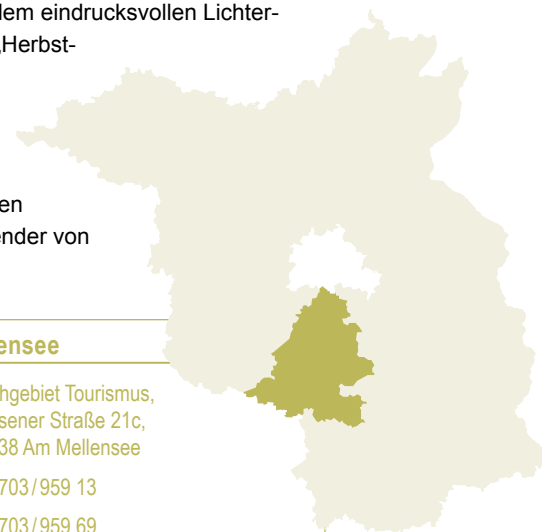 dem eindrucksvollen Lichter-
„Herbst-
en
ender von
ensee
hgebiet Tourismus,
sener Straße 21c,
38 Am Mellensee
703 / 959 13
703 / 959 69